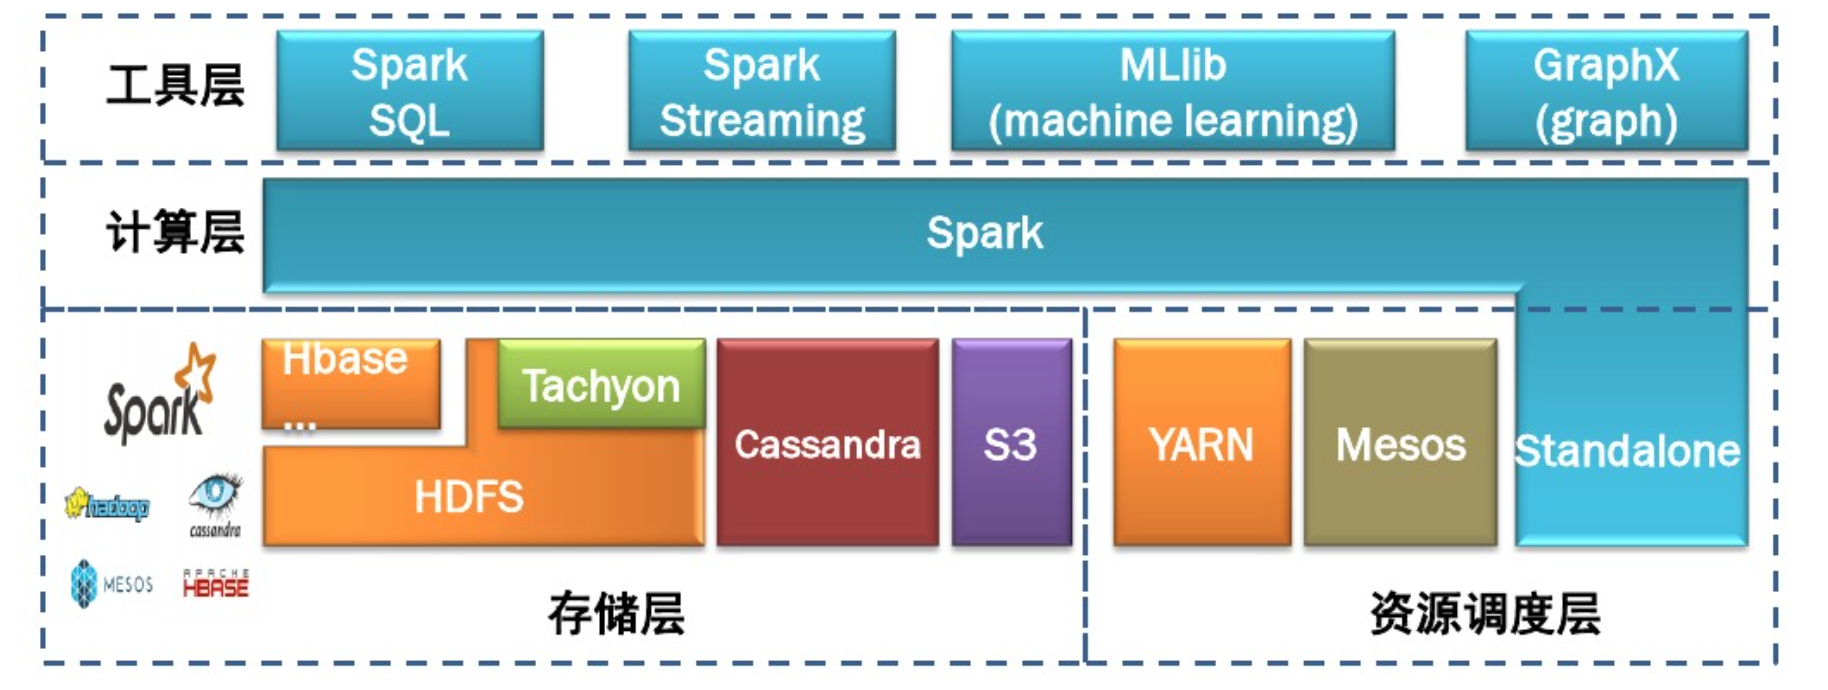 工具层
Spark
SQL
Spark
Streaming
MLlib
(machine learning)
GraphX
(graph)
计算层
Spark
Spark
hadoop
cassandra
MESOS
APACHE
HBASE
Hbase
...
Tachyon
HDFS
Cassandra
S3
存储层
YARN
Mesos
Standalone
资源调度层